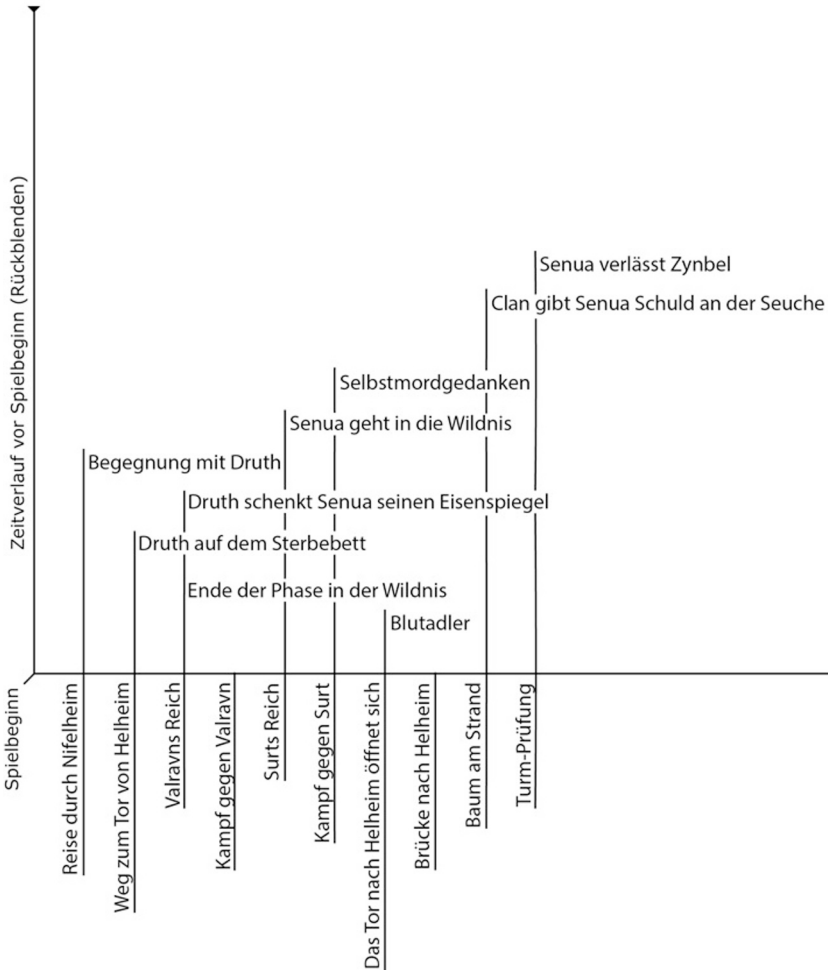 Zeitverlauf vor Spielbeginn (Rückblenden)
Senua verlässt Zynbel
Clan gibt Senua Schuld an der Seuche
Selbstmordgedanken
Senua geht in die Wildnis
Begegnung mit Druth
Druth schenkt Senua seinen Eisenspiegel
Druth auf dem Sterbebett
Ende der Phase in der Wildnis
Blutadler
Spielbeginn
Reise durch Nifelheim
Weg zum Tor von Helheim
Valravns Reich
Kampf gegen Valravn
Surts Reich
Kampf gegen Surt
Das Tor nach Helheim öffnet sich
Brücke nach Helheim
Baum am Strand
Turm-Prüfung